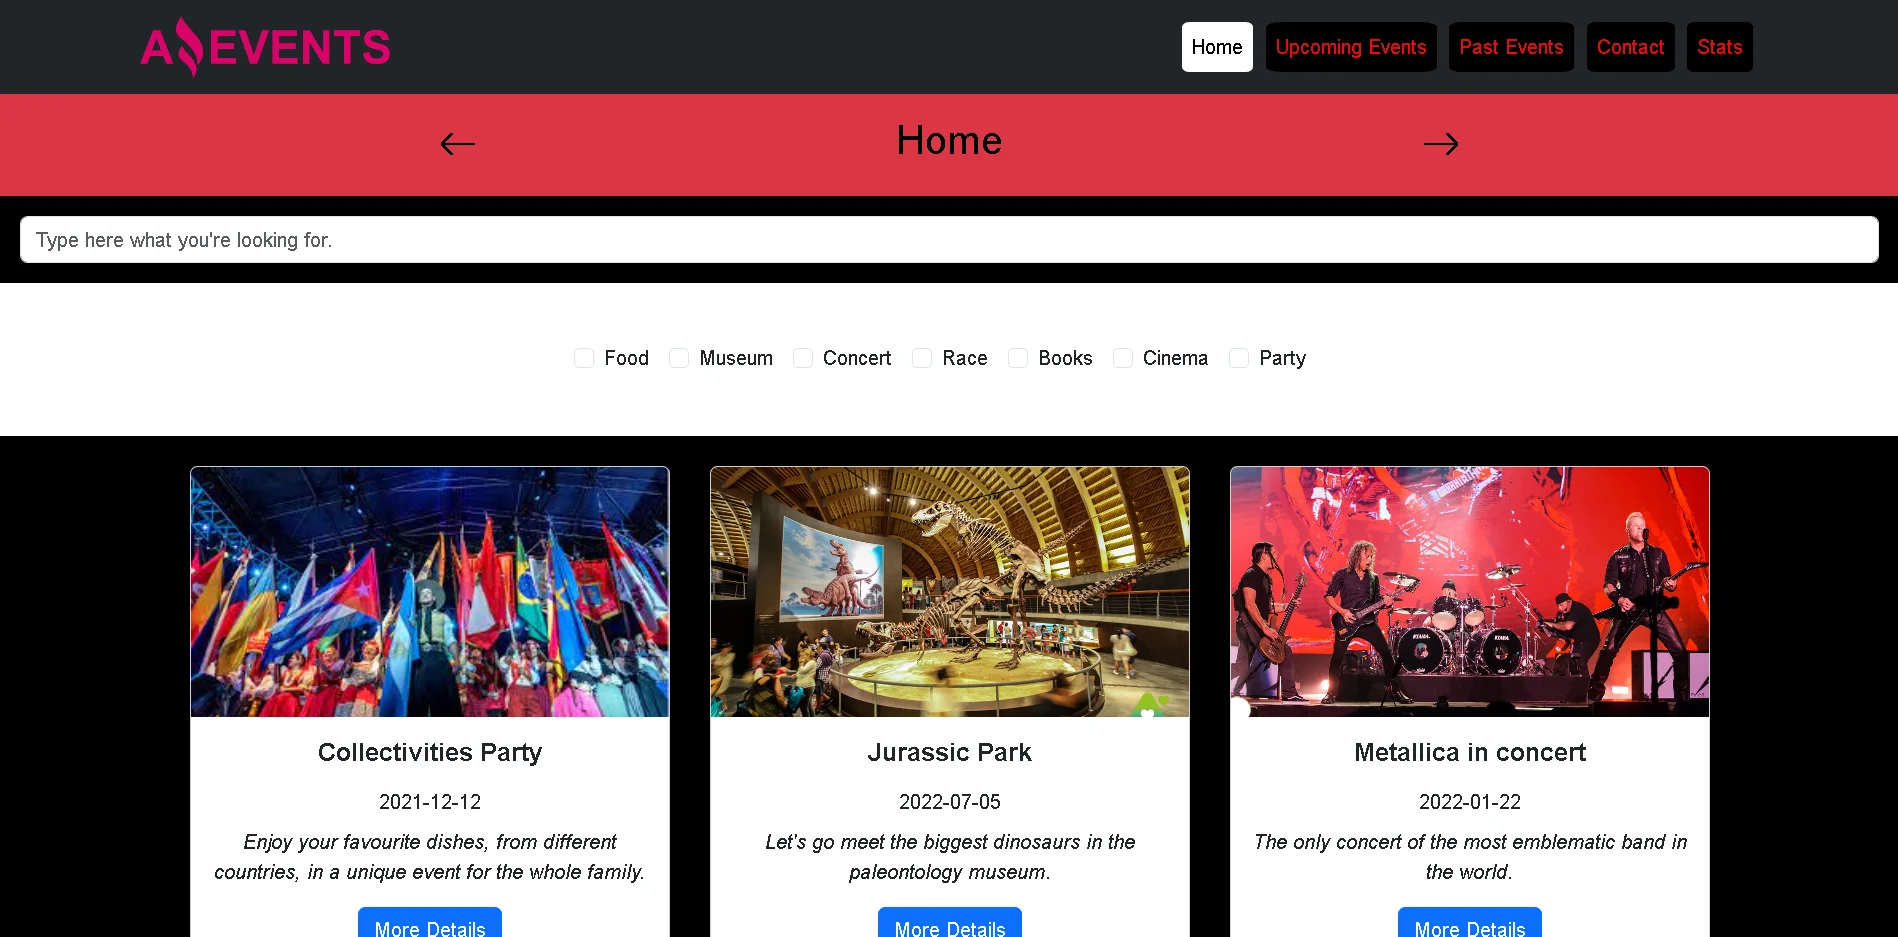 A EVENTS
Home
Upcoming Events
Past Events
Contact
Stats
Home
Type here what you're looking for.
Food
Museum
Concert
Race
Books
Cinema
Party
Collectivities Party
2021-12-12
Enjoy your favourite dishes, from different
countries, in a unique event for the whole family.
More Details
Jurassic Park
2022-07-05
Let's go meet the biggest dinosaurs in the
paleontology museum.
More Details
TAMA
TAMA
Metallica in concert
2022-01-22
The only concert of the most emblematic band in
the world.
More Details